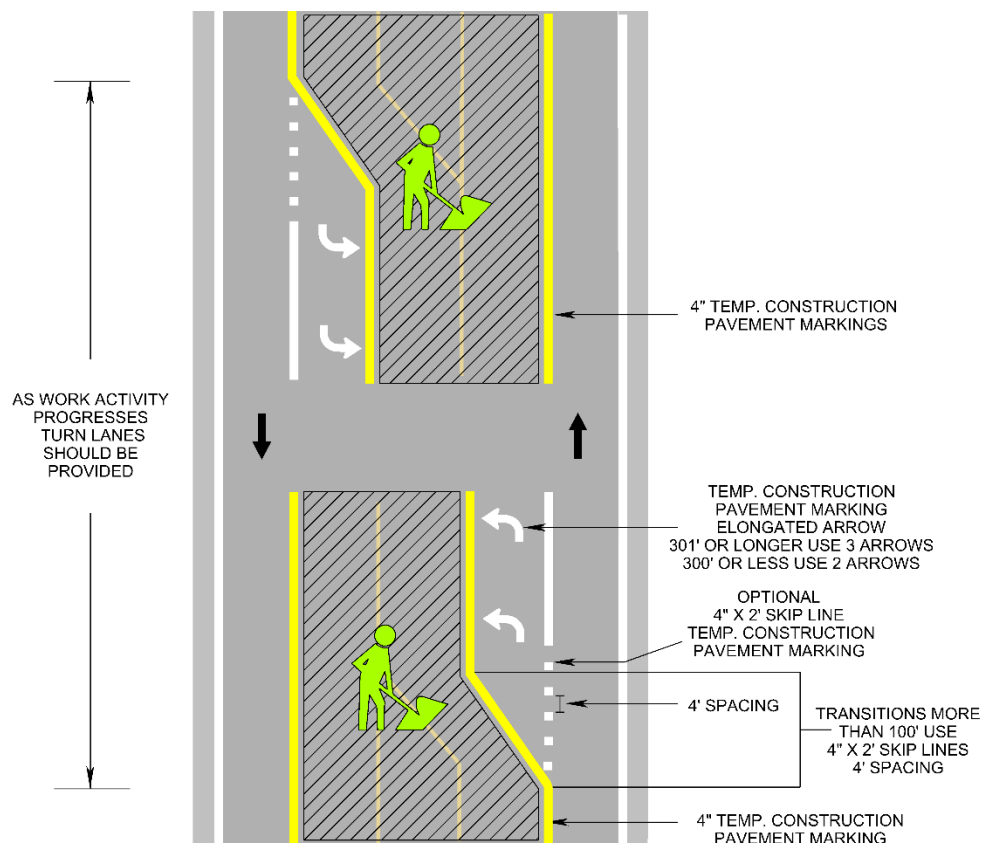 4" TEMP. CONSTRUCTION
PAVEMENT MARKINGS
AS WORK ACTIVITY
PROGRESSES
TURN LANES
SHOULD BE
PROVIDED
TEMP. CONSTRUCTION
PAVEMENT MARKING
ELONGATED ARROW
301' OR LONGER USE 3 ARROWS
300' OR LESS USE 2 ARROWS
OPTIONAL
4" X 2' SKIP LINE
TEMP. CONSTRUCTION
PAVEMENT MARKING
4' SPACING
TRANSITIONS MORE
THAN 100' USE
4" X 2' SKIP LINES
4' SPACING
4" TEMP. CONSTRUCTION
PAVEMENT MARKING